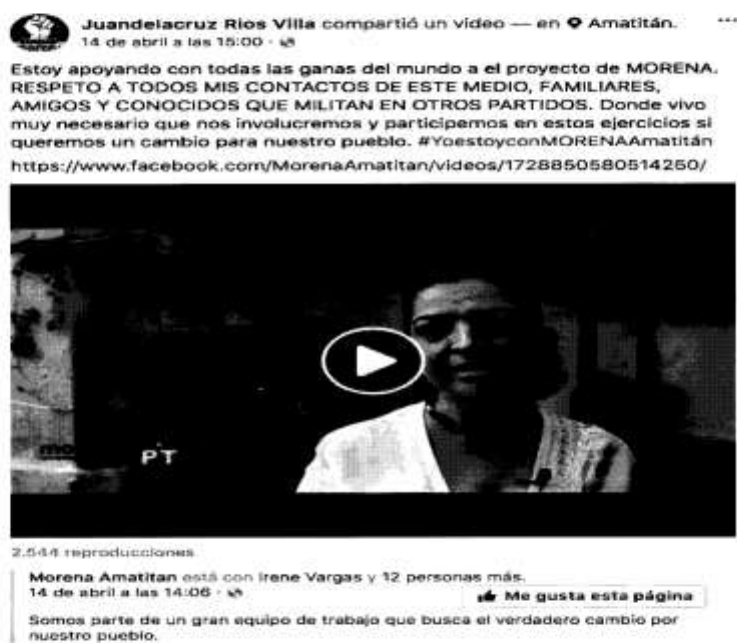 Juandelacruz Rios Villa compartió un video — en Amatitán.
14 de abril a las 15:00 ·
Estoy apoyando con todas las ganas del mundo a el proyecto de MORENA.
RESPETO A TODOS MIS CONTACTOS DE ESTE MEDIO, FAMILIARES,
AMIGOS Y CONOCIDOS QUE MILITAN EN OTROS PARTIDOS. Donde vivo
muy necesario que nos involucremos y participemos en estos ejercicios si
queremos un cambio para nuestro pueblo. #YoestoyconMORENAAmatitán
https://www.facebook.com/MorenaAmatitan/videos/1728850580514260/
PT
2.544 reproducciones
Morena Amatitan está con Irene Vargas y 12 personas más.
14 de abril a las 14:06 ·
Me gusta esta página
Somos parte de un gran equipo de trabajo que busca el verdadero cambio por
nuestro pueblo.